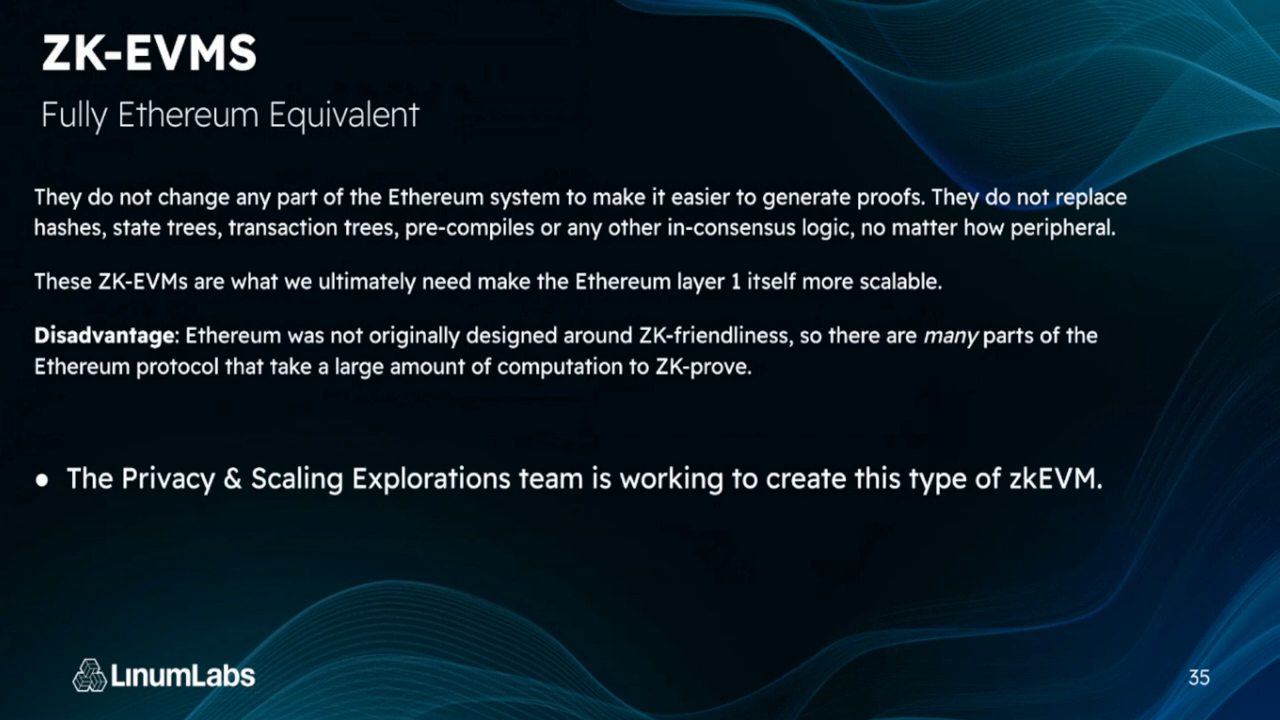 ZK-EVMS
Fully Ethereum Equivalent
They do not change any part of the Ethereum system to make it easier to generate proofs. They do not replace
hashes, state trees, transaction trees, pre-compiles or any other in-consensus logic, no matter how peripheral.
These ZK-EVMs are what we ultimately need make the Ethereum layer 1 itself more scalable.
Disadvantage: Ethereum was not originally designed around ZK-friendliness, so there are many parts of the
Ethereum protocol that take a large amount of computation to ZK-prove.
● The Privacy & Scaling Explorations team is working to create this type of zkEVM.
LINUMLABS
35